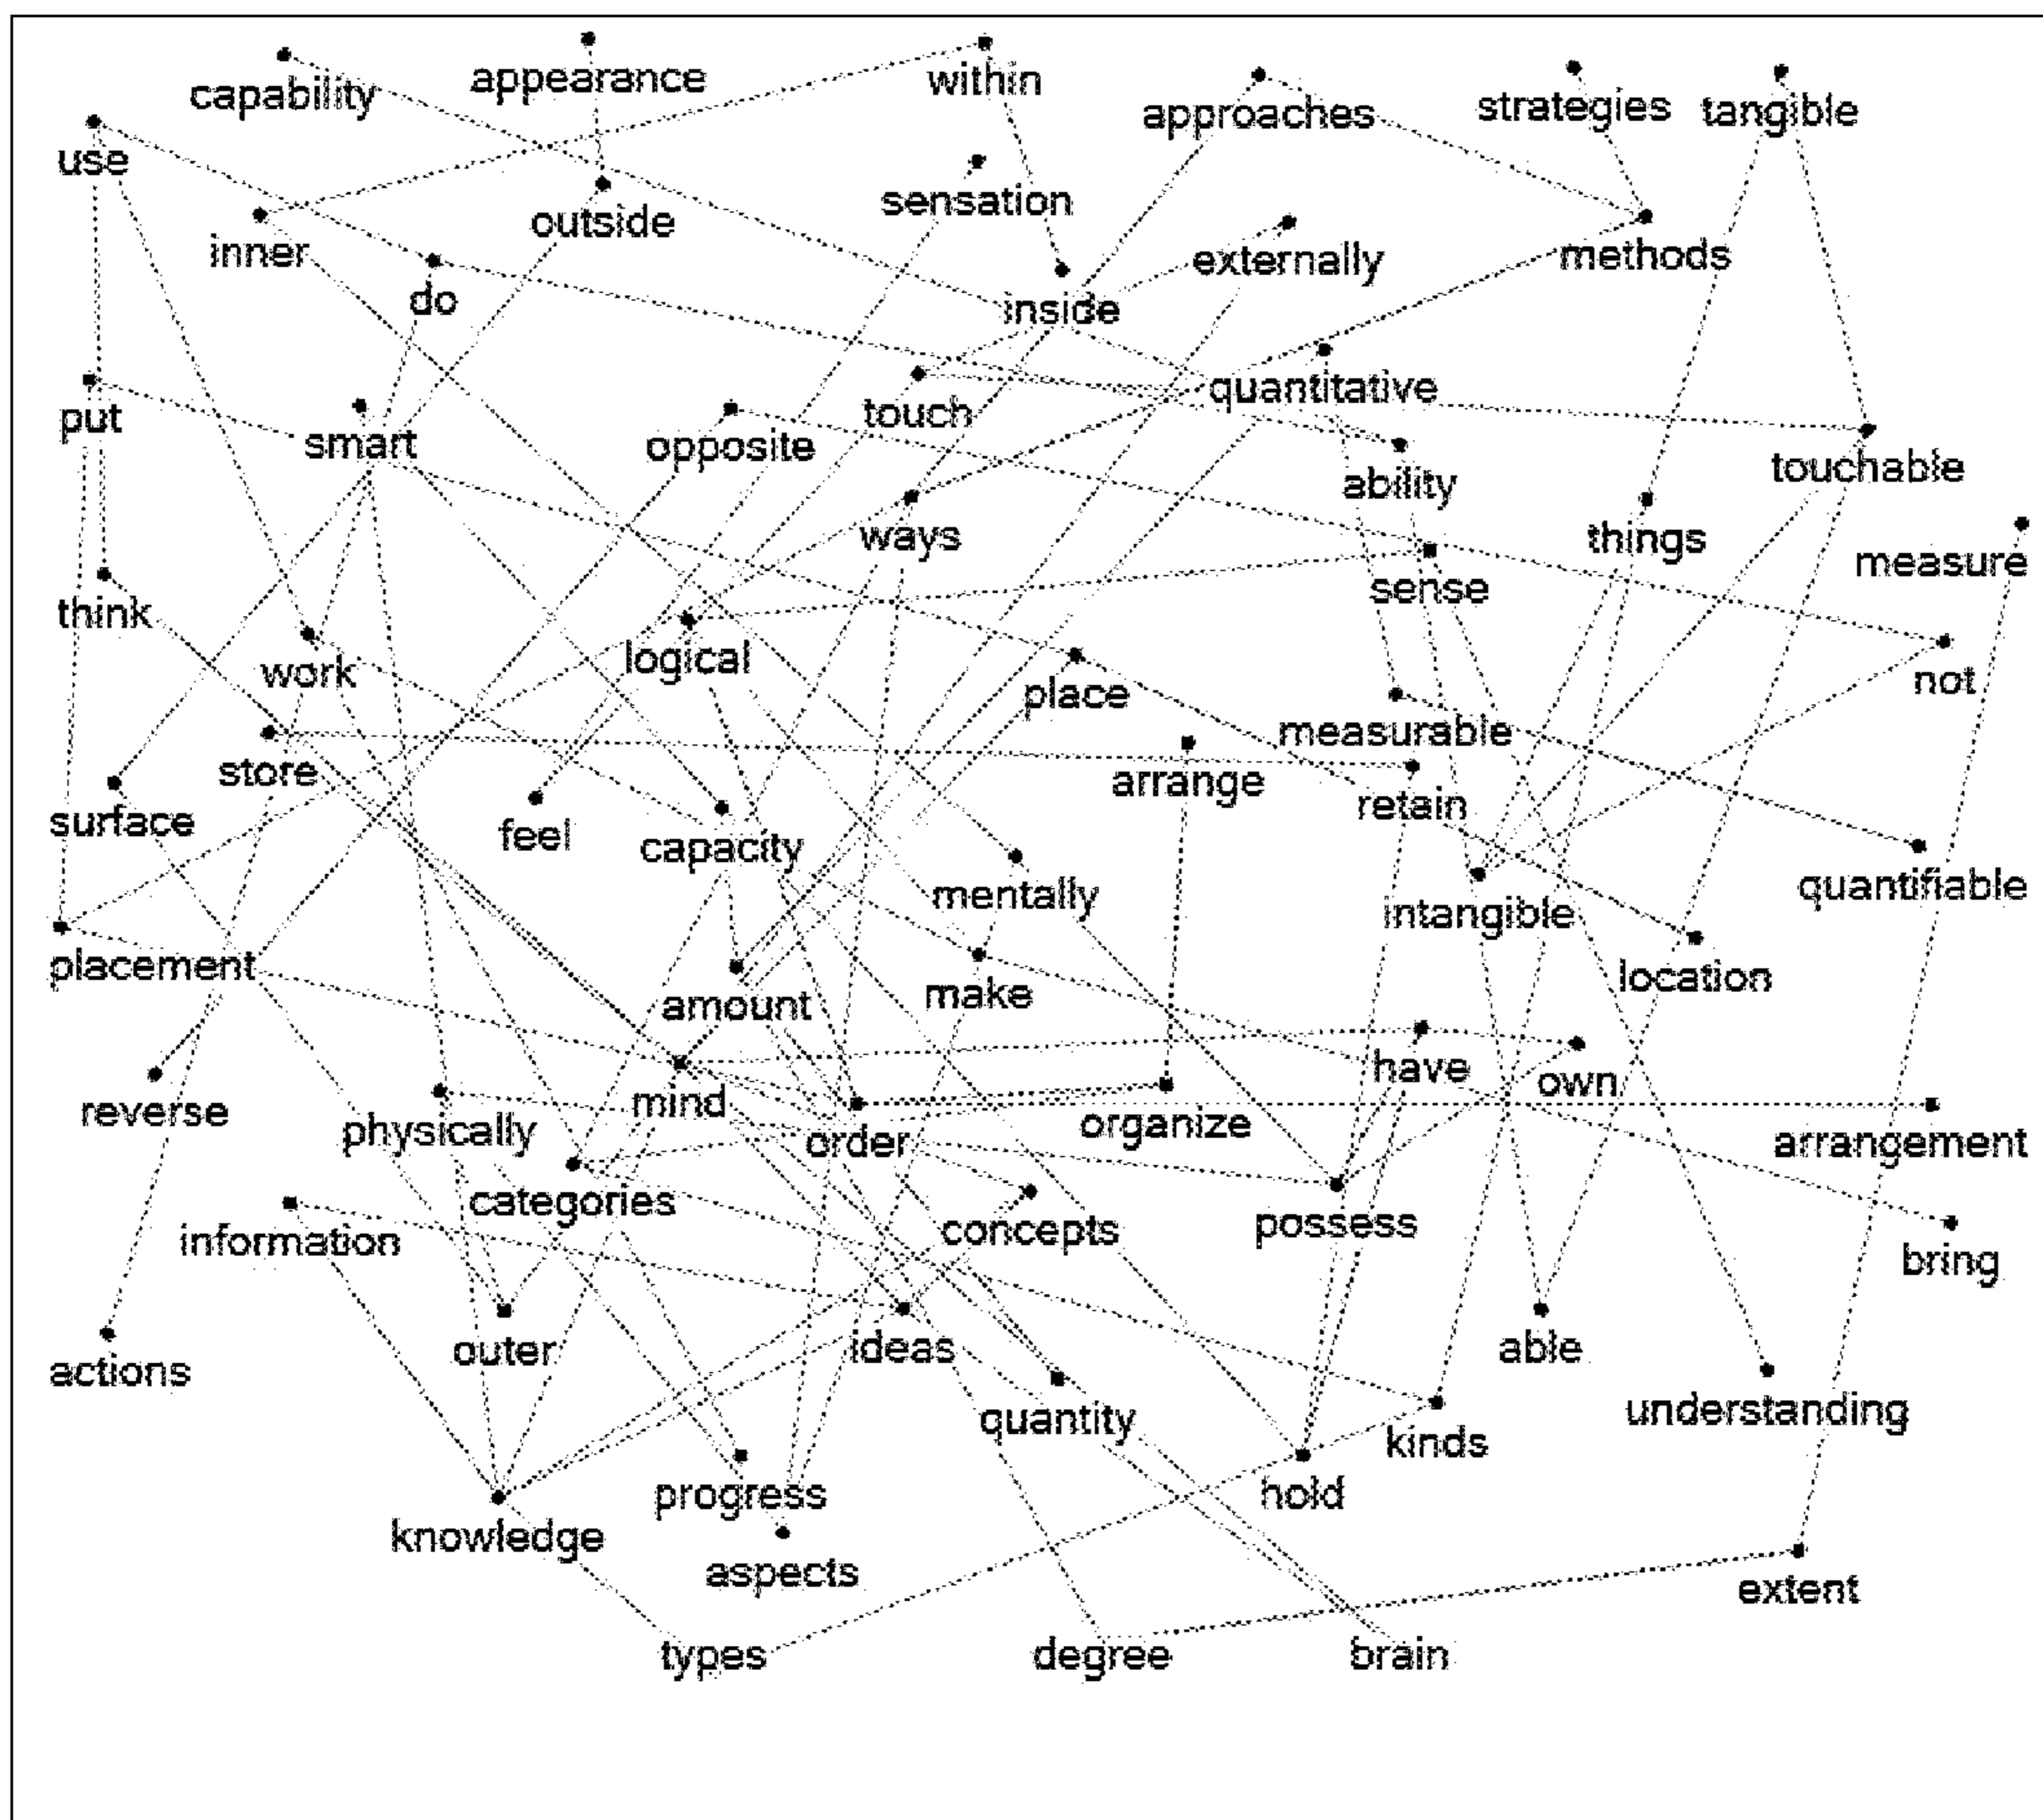 appearance
within
capability
strategies
tangible
approaches
use
sensation
outside
inner
methods
externally
do
inside
quantitative
touch
put
smart
opposite
touchable
ability
ways
things
measure
sense
think
logical
work
not
place
measurable
store
arrange
retain
surface
feel
capacity
quantifiable
mentally
intangible
placement
location
make
amount
have
own
mind
reverse
organize
physically
order
arrangement
categories
possess
concepts
information
bring
ideas
able
outer
actions
understanding
quantity
kinds
hold
progress
knowledge
aspects
extent
types
degree
brain